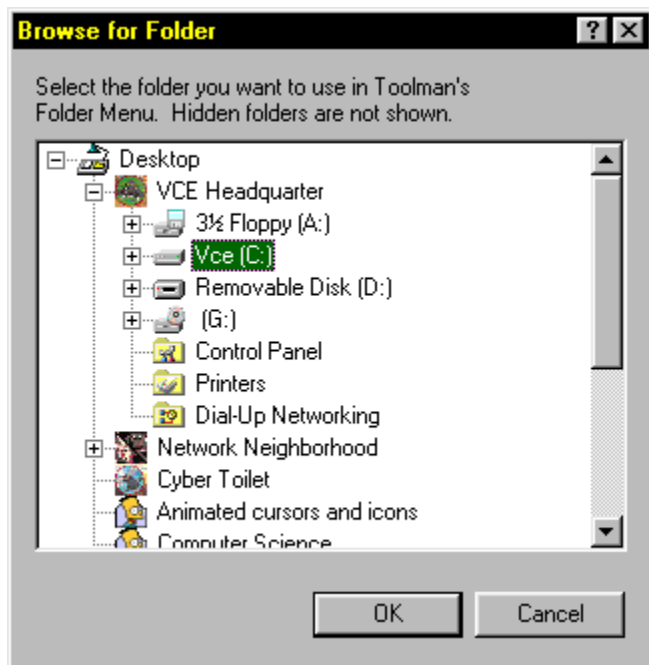 Browse for Folder
Select the folder you want to use in Toolman's
Folder Menu. Hidden folders are not shown.
Desktop
VCE Headquarter
3½ Floppy (A:)
Vce (C:)
Removable Disk (D:)
(G:)
Control Panel
Printers
Dial-Up Networking
Network Neighborhood
Cyber Toilet
Animated cursors and icons
Computer Science
OK Cancel